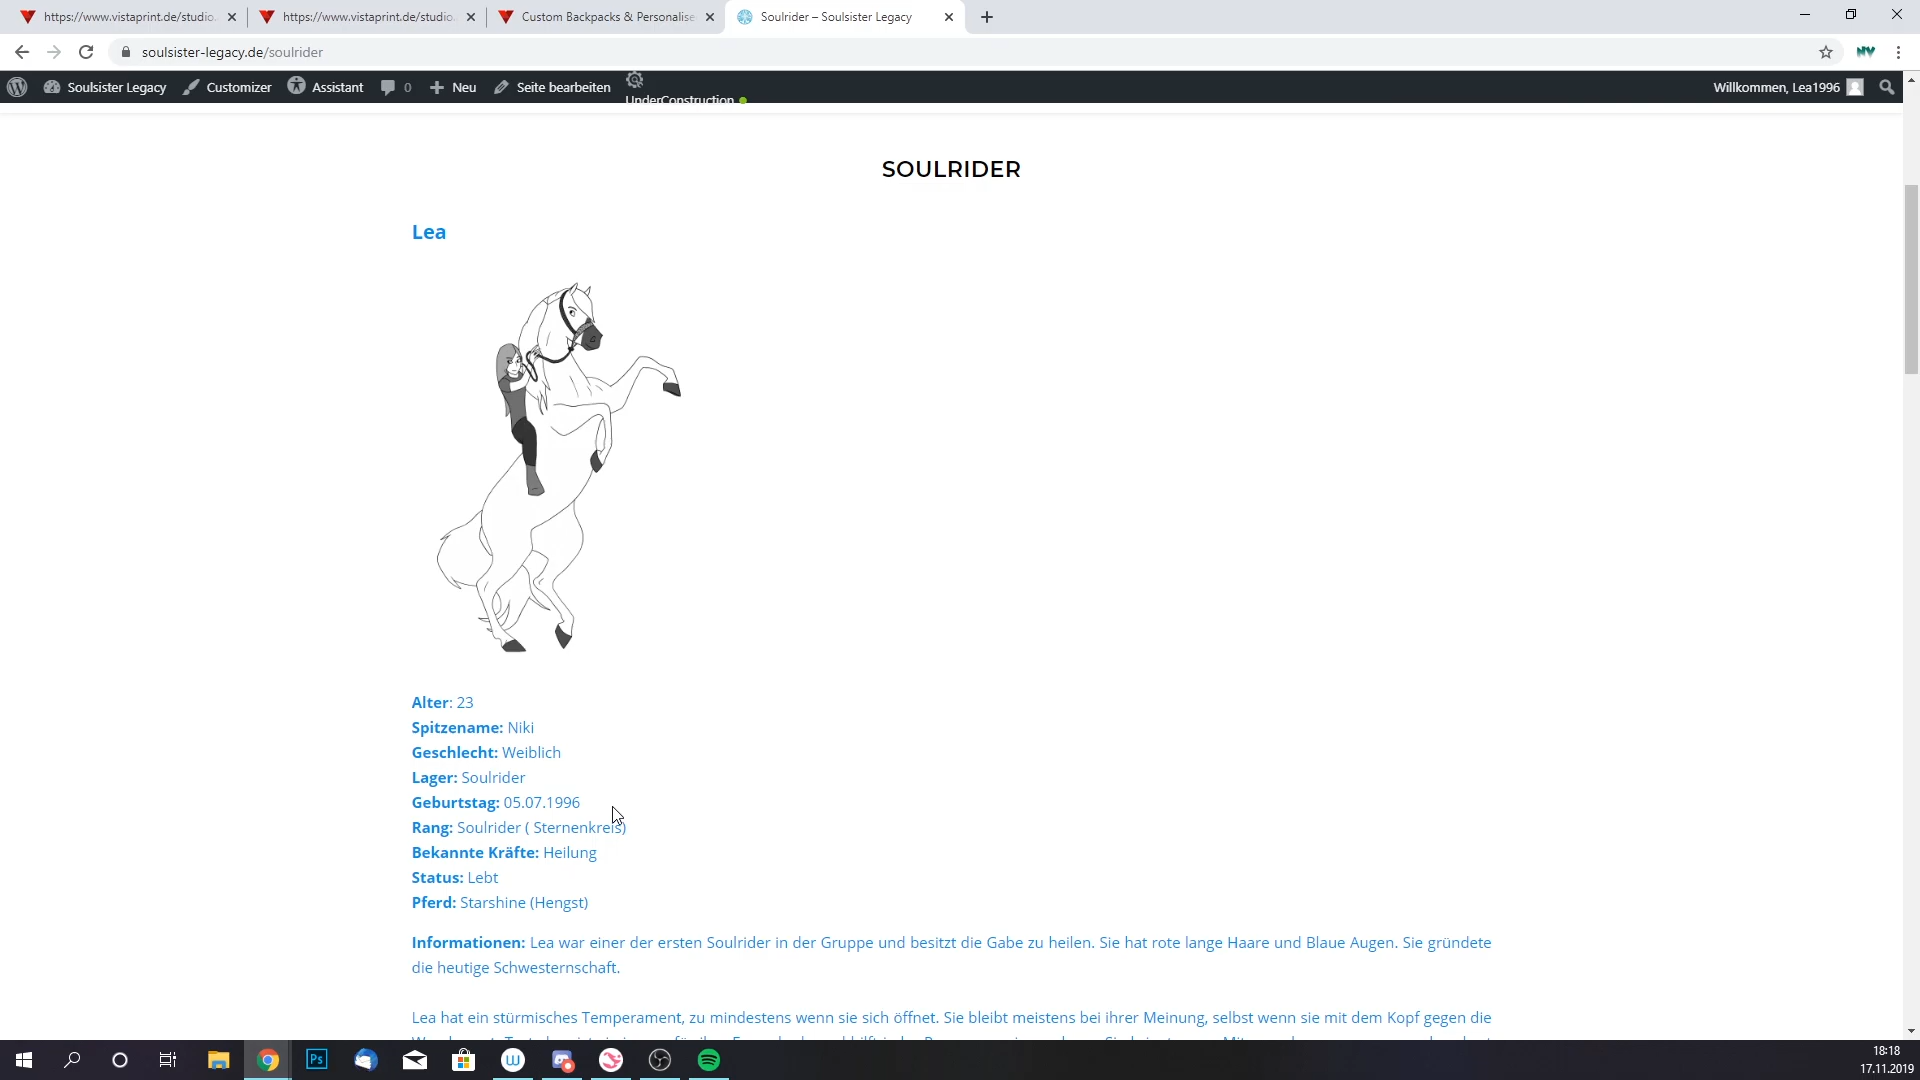 https://www.vistaprint.de/studio.
https://www.vistaprint.de/studio.
Custom Backpacks & Personalise
Soulrider – Soulsister Legacy
soulsister-legacy.de/soulrider
Soulsister Legacy
Customizer
Assistant
0
Neu
Seite bearbeiten
UnderConstruction
Willkommen, Lea1996
SOULRIDER
Lea
Alter: 23
Spitzename: Niki
Geschlecht: Weiblich
Lager: Soulrider
Geburtstag: 05.07.1996
Rang: Soulrider ( Sternenkreis)
Bekannte Kräfte: Heilung
Status: Lebt
Pferd: Starshine (Hengst)
Informationen: Lea war einer der ersten Soulrider in der Gruppe und besitzt die Gabe zu heilen. Sie hat rote lange Haare und Blaue Augen. Sie gründete
die heutige Schwesternschaft.
Lea hat ein stürmisches Temperament, zu mindestens wenn sie sich öffnet. Sie bleibt meistens bei ihrer Meinung, selbst wenn sie mit dem Kopf gegen die
Ps
18:18
17.11.2019